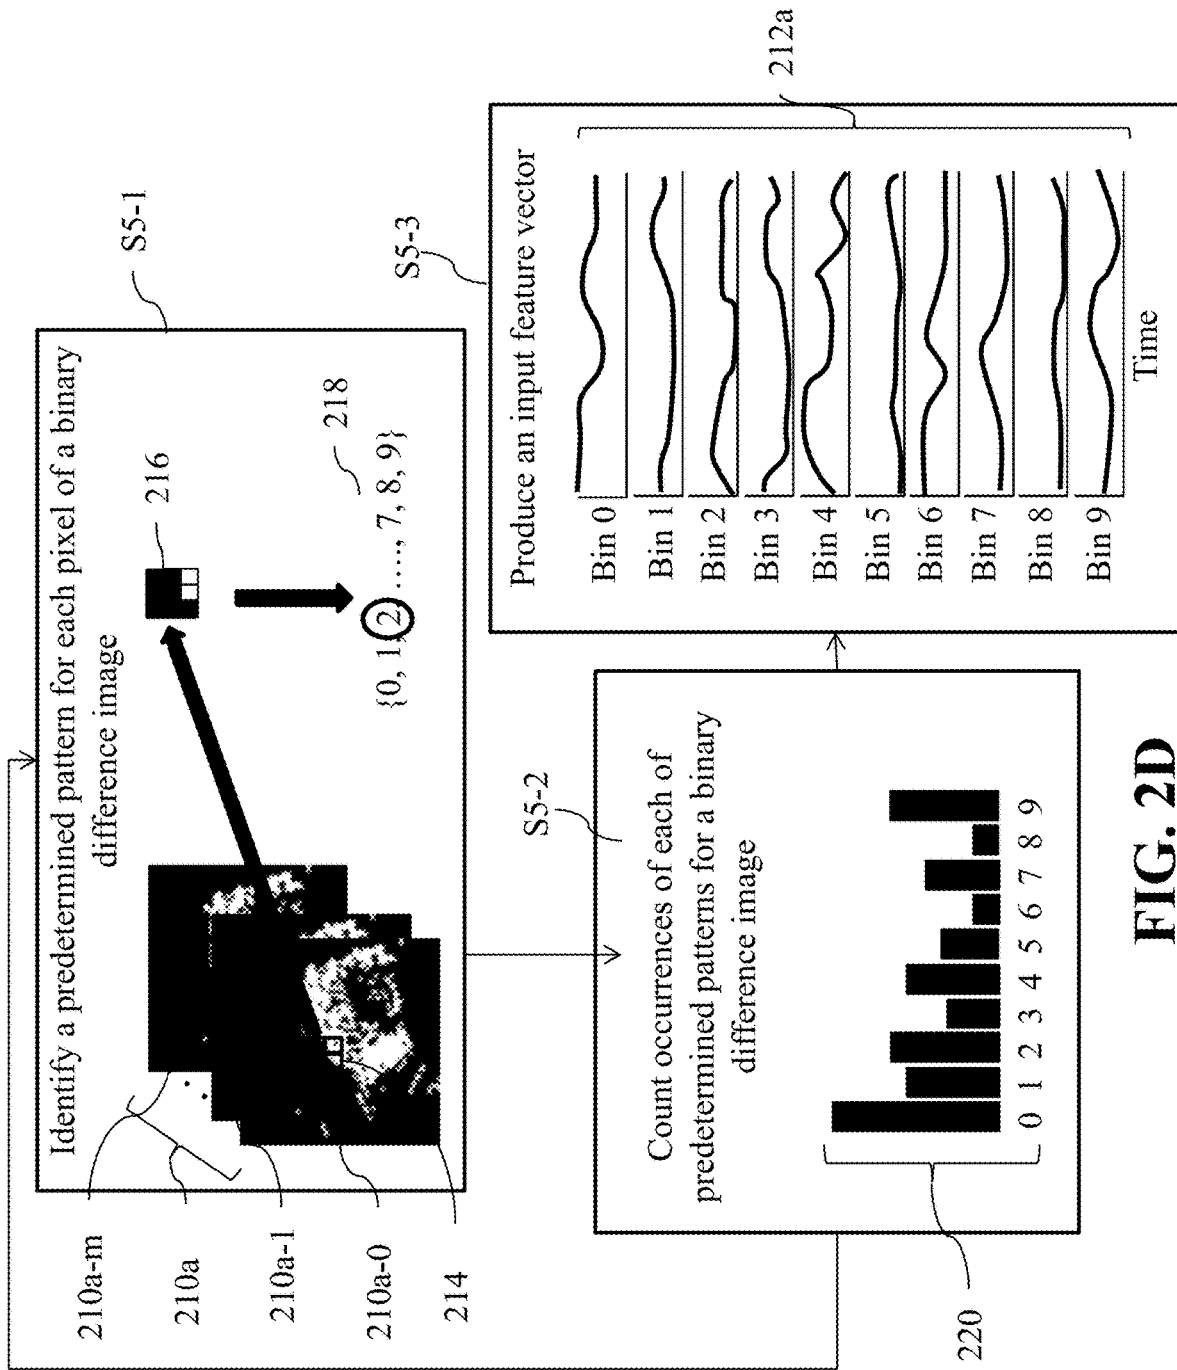 Identify a predetermined pattern for each pixel of a binary
difference image
S5-1
216
218
{0, 1, 2 ...., 7, 8, 9}
210a-m
210a
210a-1
210a-0
214
Count occurrences of each of
predetermined patterns for a binary
difference image
S5-2
0 1 2 3 4 5 6 7 8 9
220
Produce an input feature vector
S5-3
Bin 0
Bin 1
Bin 2
Bin 3
Bin 4
Bin 5
Bin 6
Bin 7
Bin 8
Bin 9
Time
212a
FIG. 2D